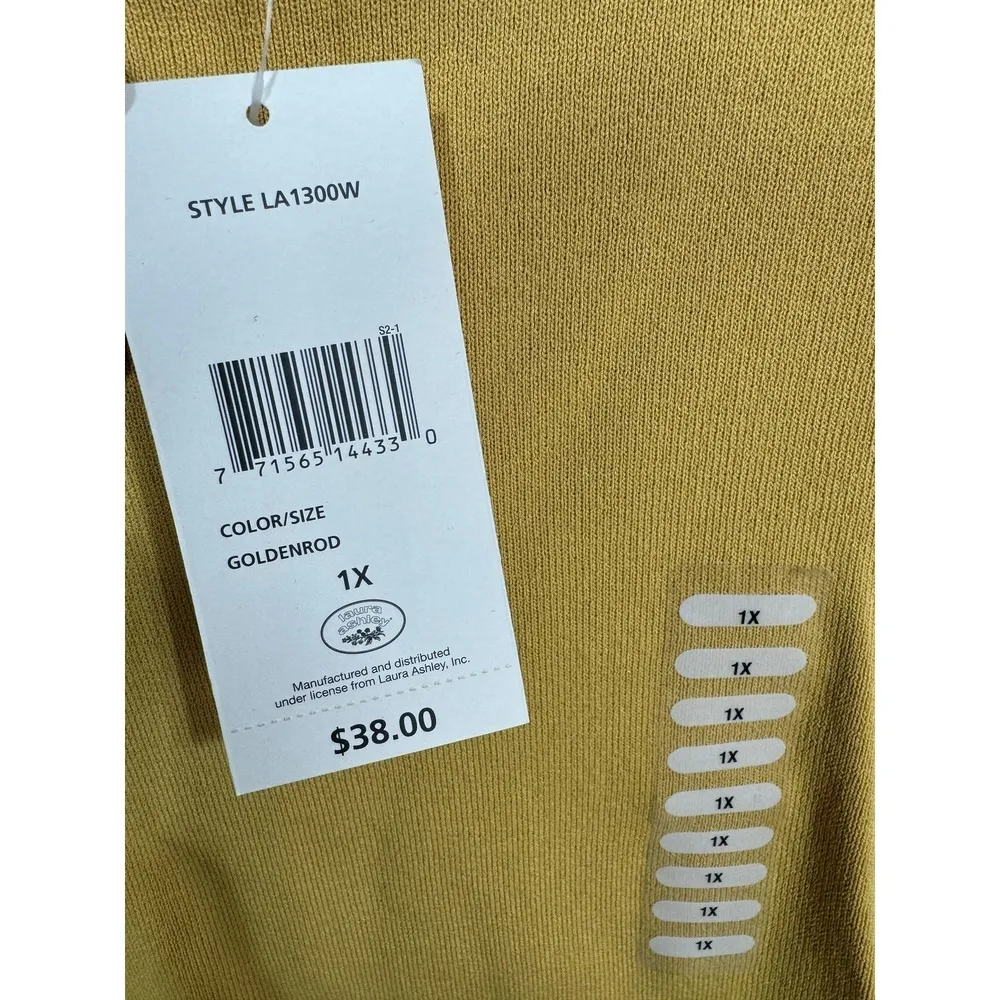 STYLE LA1300W
S2-1
7 71565 14433 0
COLOR/SIZE
GOLDENROD
1X
laura
ashley
Manufactured and distributed
under license from Laura Ashley, Inc.
$38.00
1X
1X
1X
1X
1X
1X
1X
1X
1X